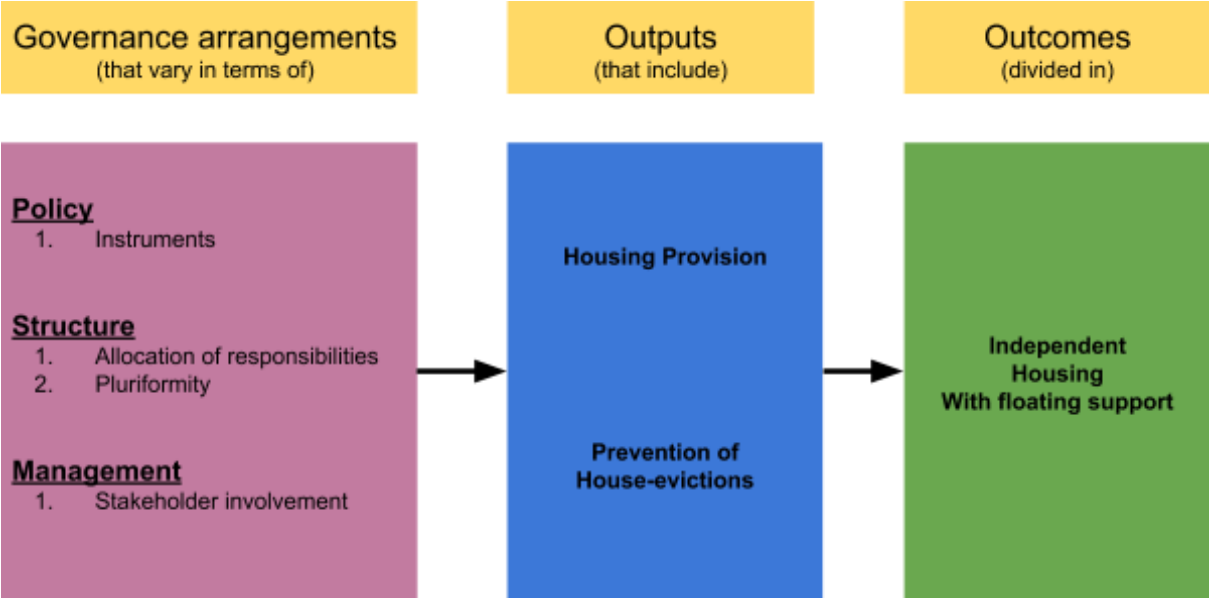 Governance arrangements
(that vary in terms of)
Outputs
(that include)
Outcomes
(divided in)
Policy
1. Instruments
Structure
1. Allocation of responsibilities
2. Pluriformity
Management
1. Stakeholder involvement
Housing Provision
Prevention of
House-evictions
Independent
Housing
With floating support